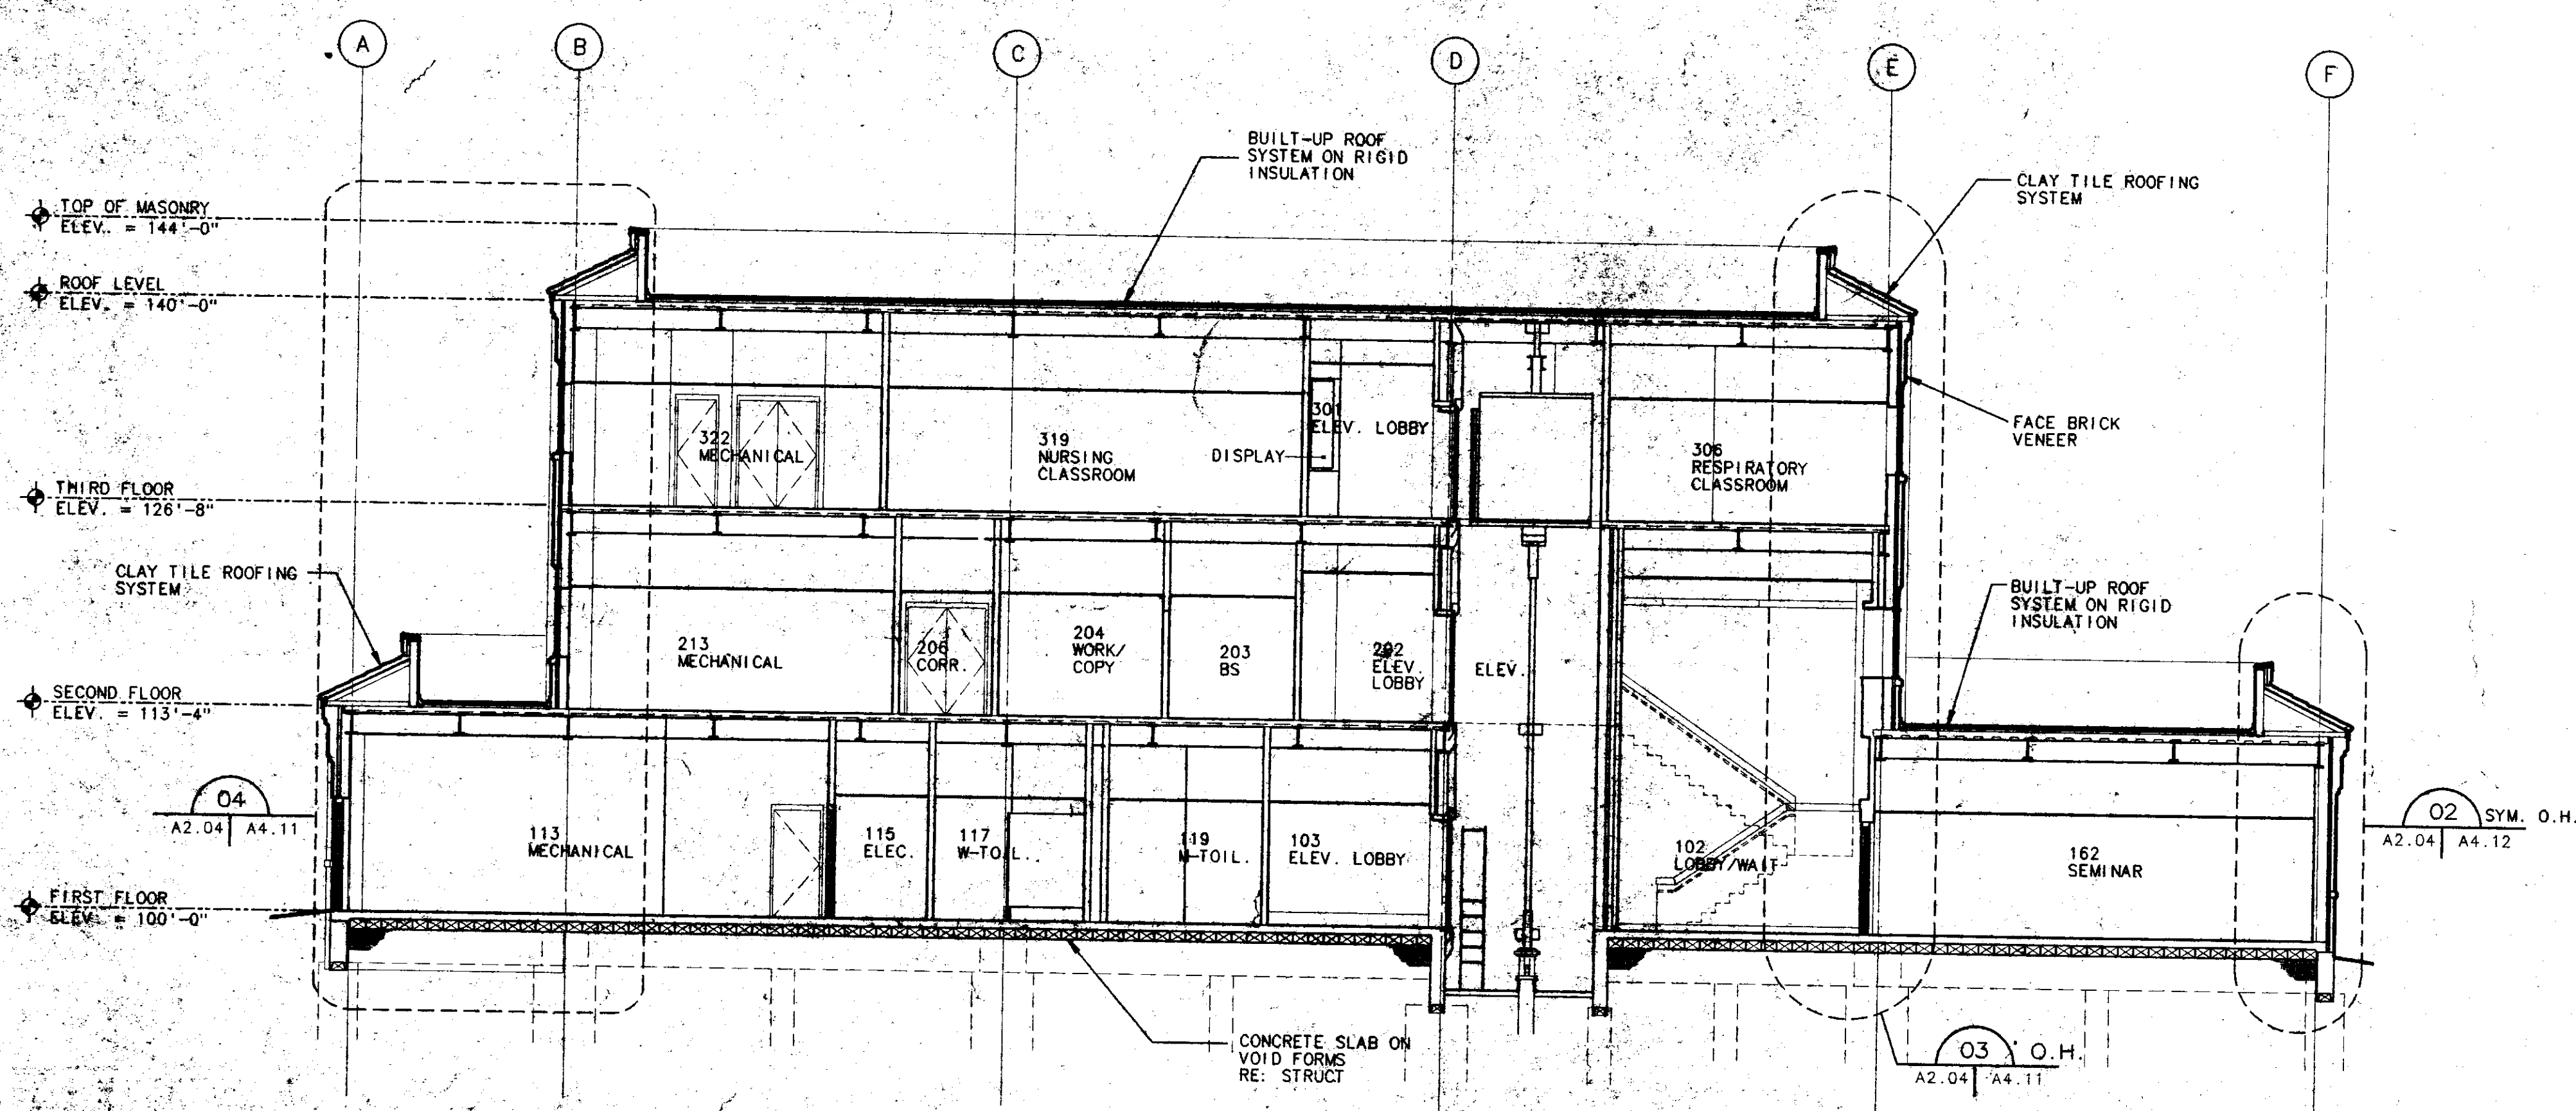 A
B
C
D
E
F
BUILT-UP ROOF
SYSTEM ON RIGID
INSULATION
CLAY TILE ROOFING
SYSTEM
TOP OF MASONRY
ELEV. = 144'-0"
ROOF LEVEL
ELEV. = 140'-0"
FACE BRICK
VENEER
301
ELEV. LOBBY
322
MECHANICAL
319
NURSING
CLASSROOM
DISPLAY
306
RESPIRATORY
CLASSROOM
THIRD FLOOR
ELEV. = 126'-8"
CLAY TILE ROOFING
SYSTEM
BUILT-UP ROOF
SYSTEM ON RIGID
INSULATION
213
MECHANICAL
206
CORR.
204
WORK/
COPY
203
BS
202
ELEV.
LOBBY
ELEV.
SECOND FLOOR
ELEV. = 113'-4"
04
A2.04 A4.11
02 SYM. O.H.
A2.04 A4.12
113
MECHANICAL
115
ELEC.
117
W-TOIL.
119
M-TOIL.
103
ELEV. LOBBY
102
LOBBY/WAIT
162
SEMINAR
FIRST FLOOR
ELEV. = 100'-0"
CONCRETE SLAB ON
VOID FORMS
RE: STRUCT
03 O.H.
A2.04 A4.11